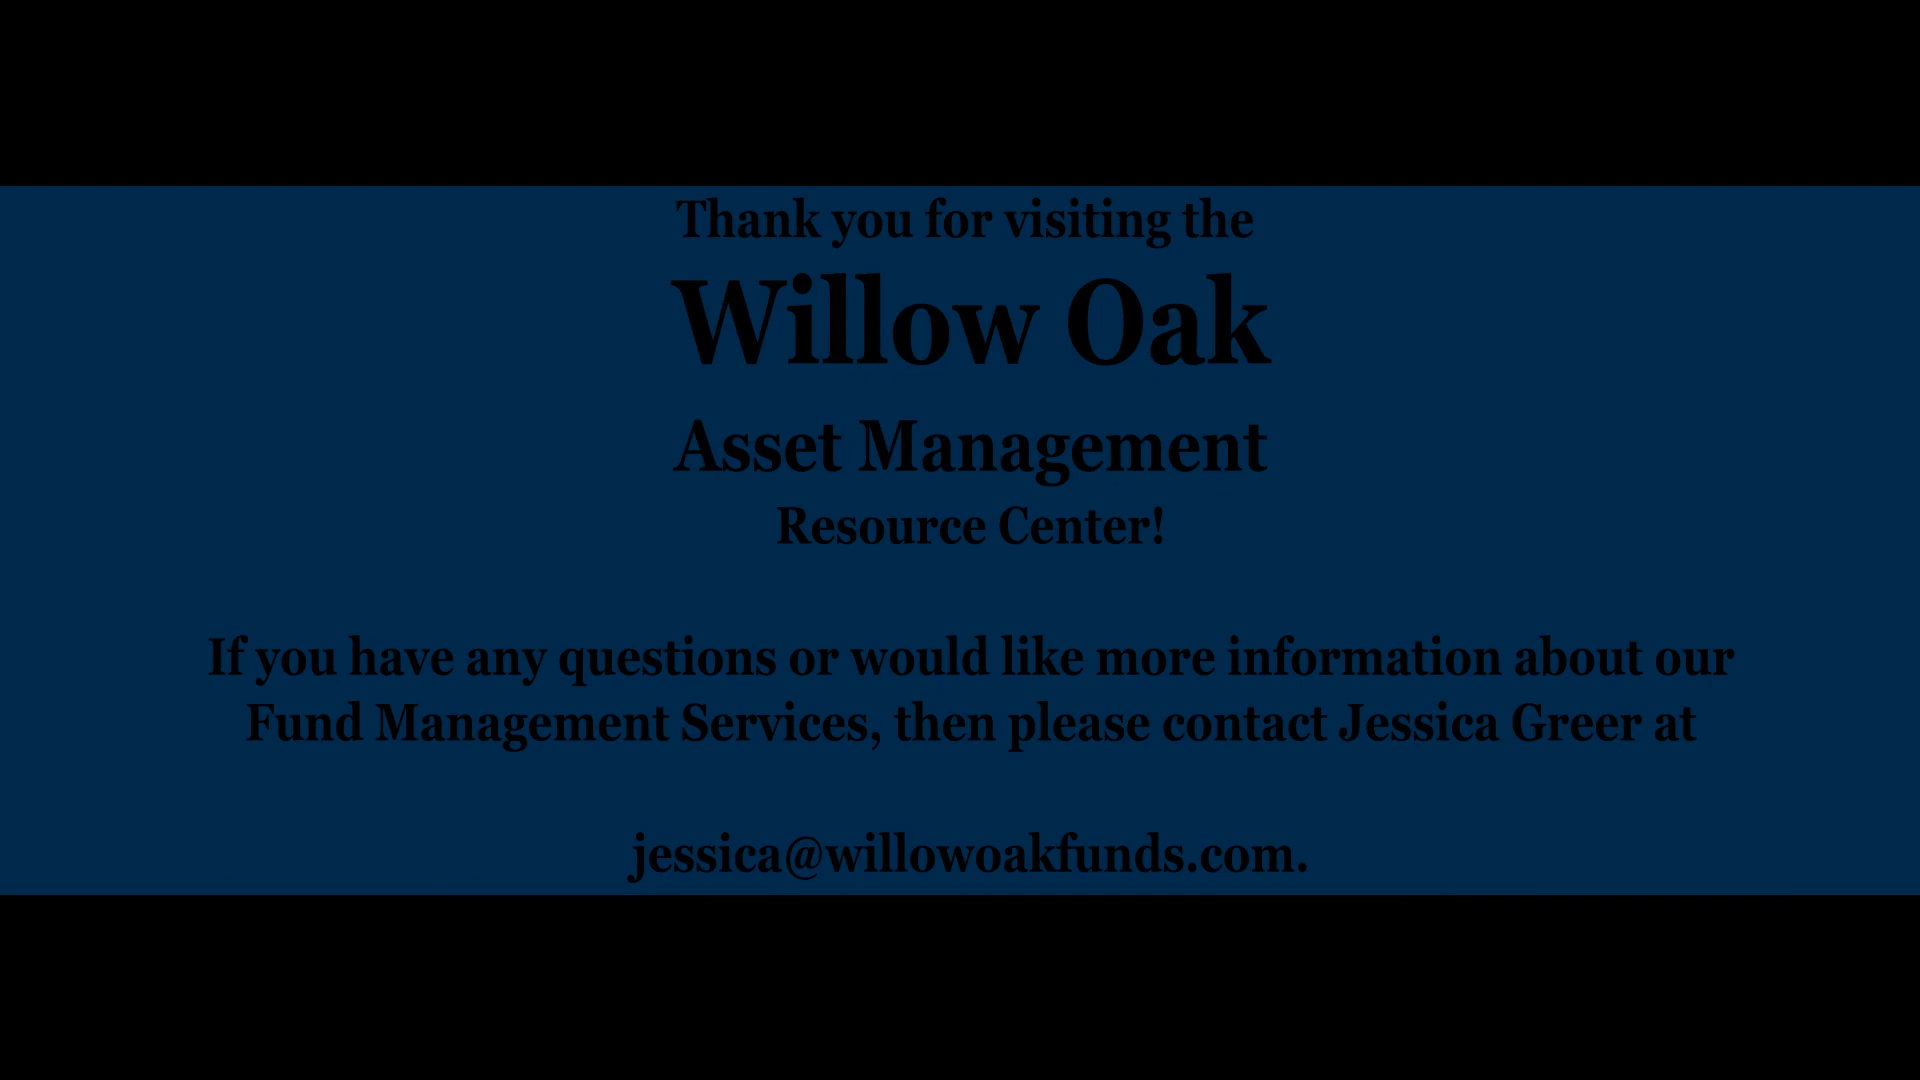 Thank you for visiting the
Willow Oak
Asset Management
Resource Center!
If you have any questions or would like more information about our
Fund Management Services, then please contact Jessica Greer at
jessica@willowoakfunds.com.